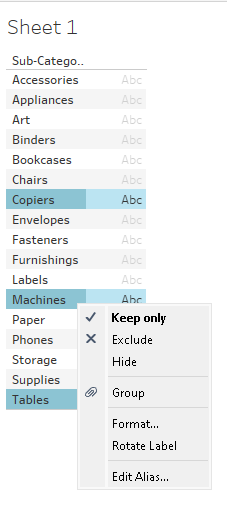 Sheet 1
Sub-Catego..
Accessories Abc
Appliances Abc
Art Abc
Binders Abc
Bookcases Abc
Chairs Abc
Copiers Abc
Envelopes Abc
Fasteners Abc
Furnishings Abc
Labels Abc
Machines Abc
Paper
Phones
Storage
Supplies
Tables
Keep only
Exclude
Hide
Group
Format...
Rotate Label
Edit Alias...